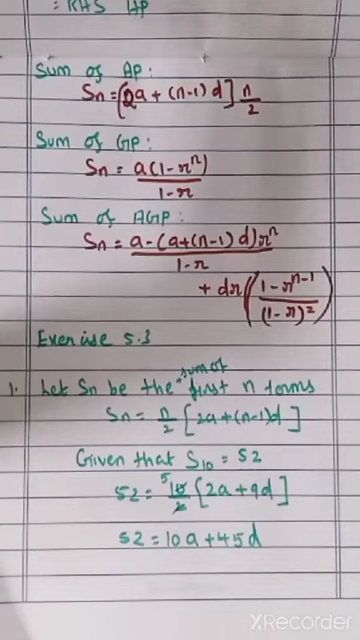 : RHS HP
Sum of AP:
Sn = [2a + (n-1) d] n/2
Sum of GP:
Sn = a(1-r^n)/1-r
Sum of AGP:
Sn = a-(a+(n-1) d)r^n/1-r
+ dr(1-r^(n-1)/(1-r)^2)
Exercise 5.3
1. Let Sn be the sum of first n terms
Sn = n/2 [2a+(n-1)d]
Given that S10 = 52
52 = 5 10/2 [2a+9d]
52 = 10a+45d
XRecorder